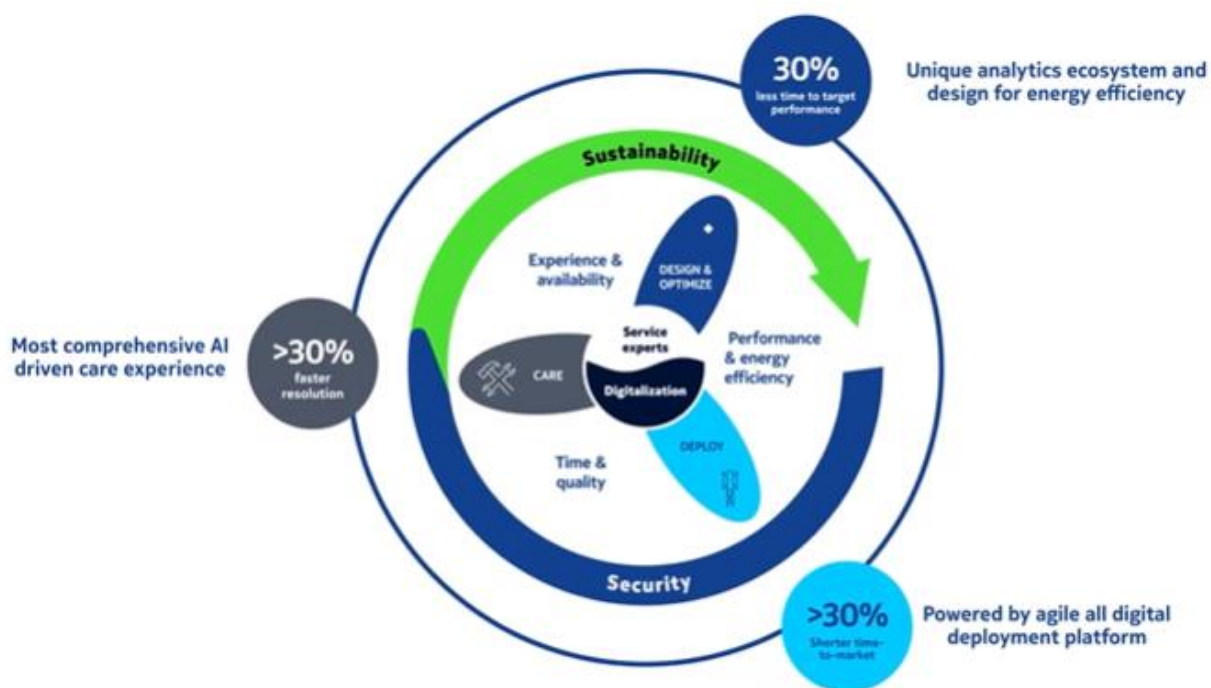 30%
less time to target
performance
Unique analytics ecosystem and
design for energy efficiency
Sustainability
Experience &
availability
DESIGN &
OPTIMIZE
Most comprehensive AI
driven care experience
>30%
faster
resolution
CARE
Service
experts
Digitalization
Performance
& energy
efficiency
DEPLOY
Time &
quality
Security
>30%
Shorter time-
to-market
Powered by agile all digital
deployment platform